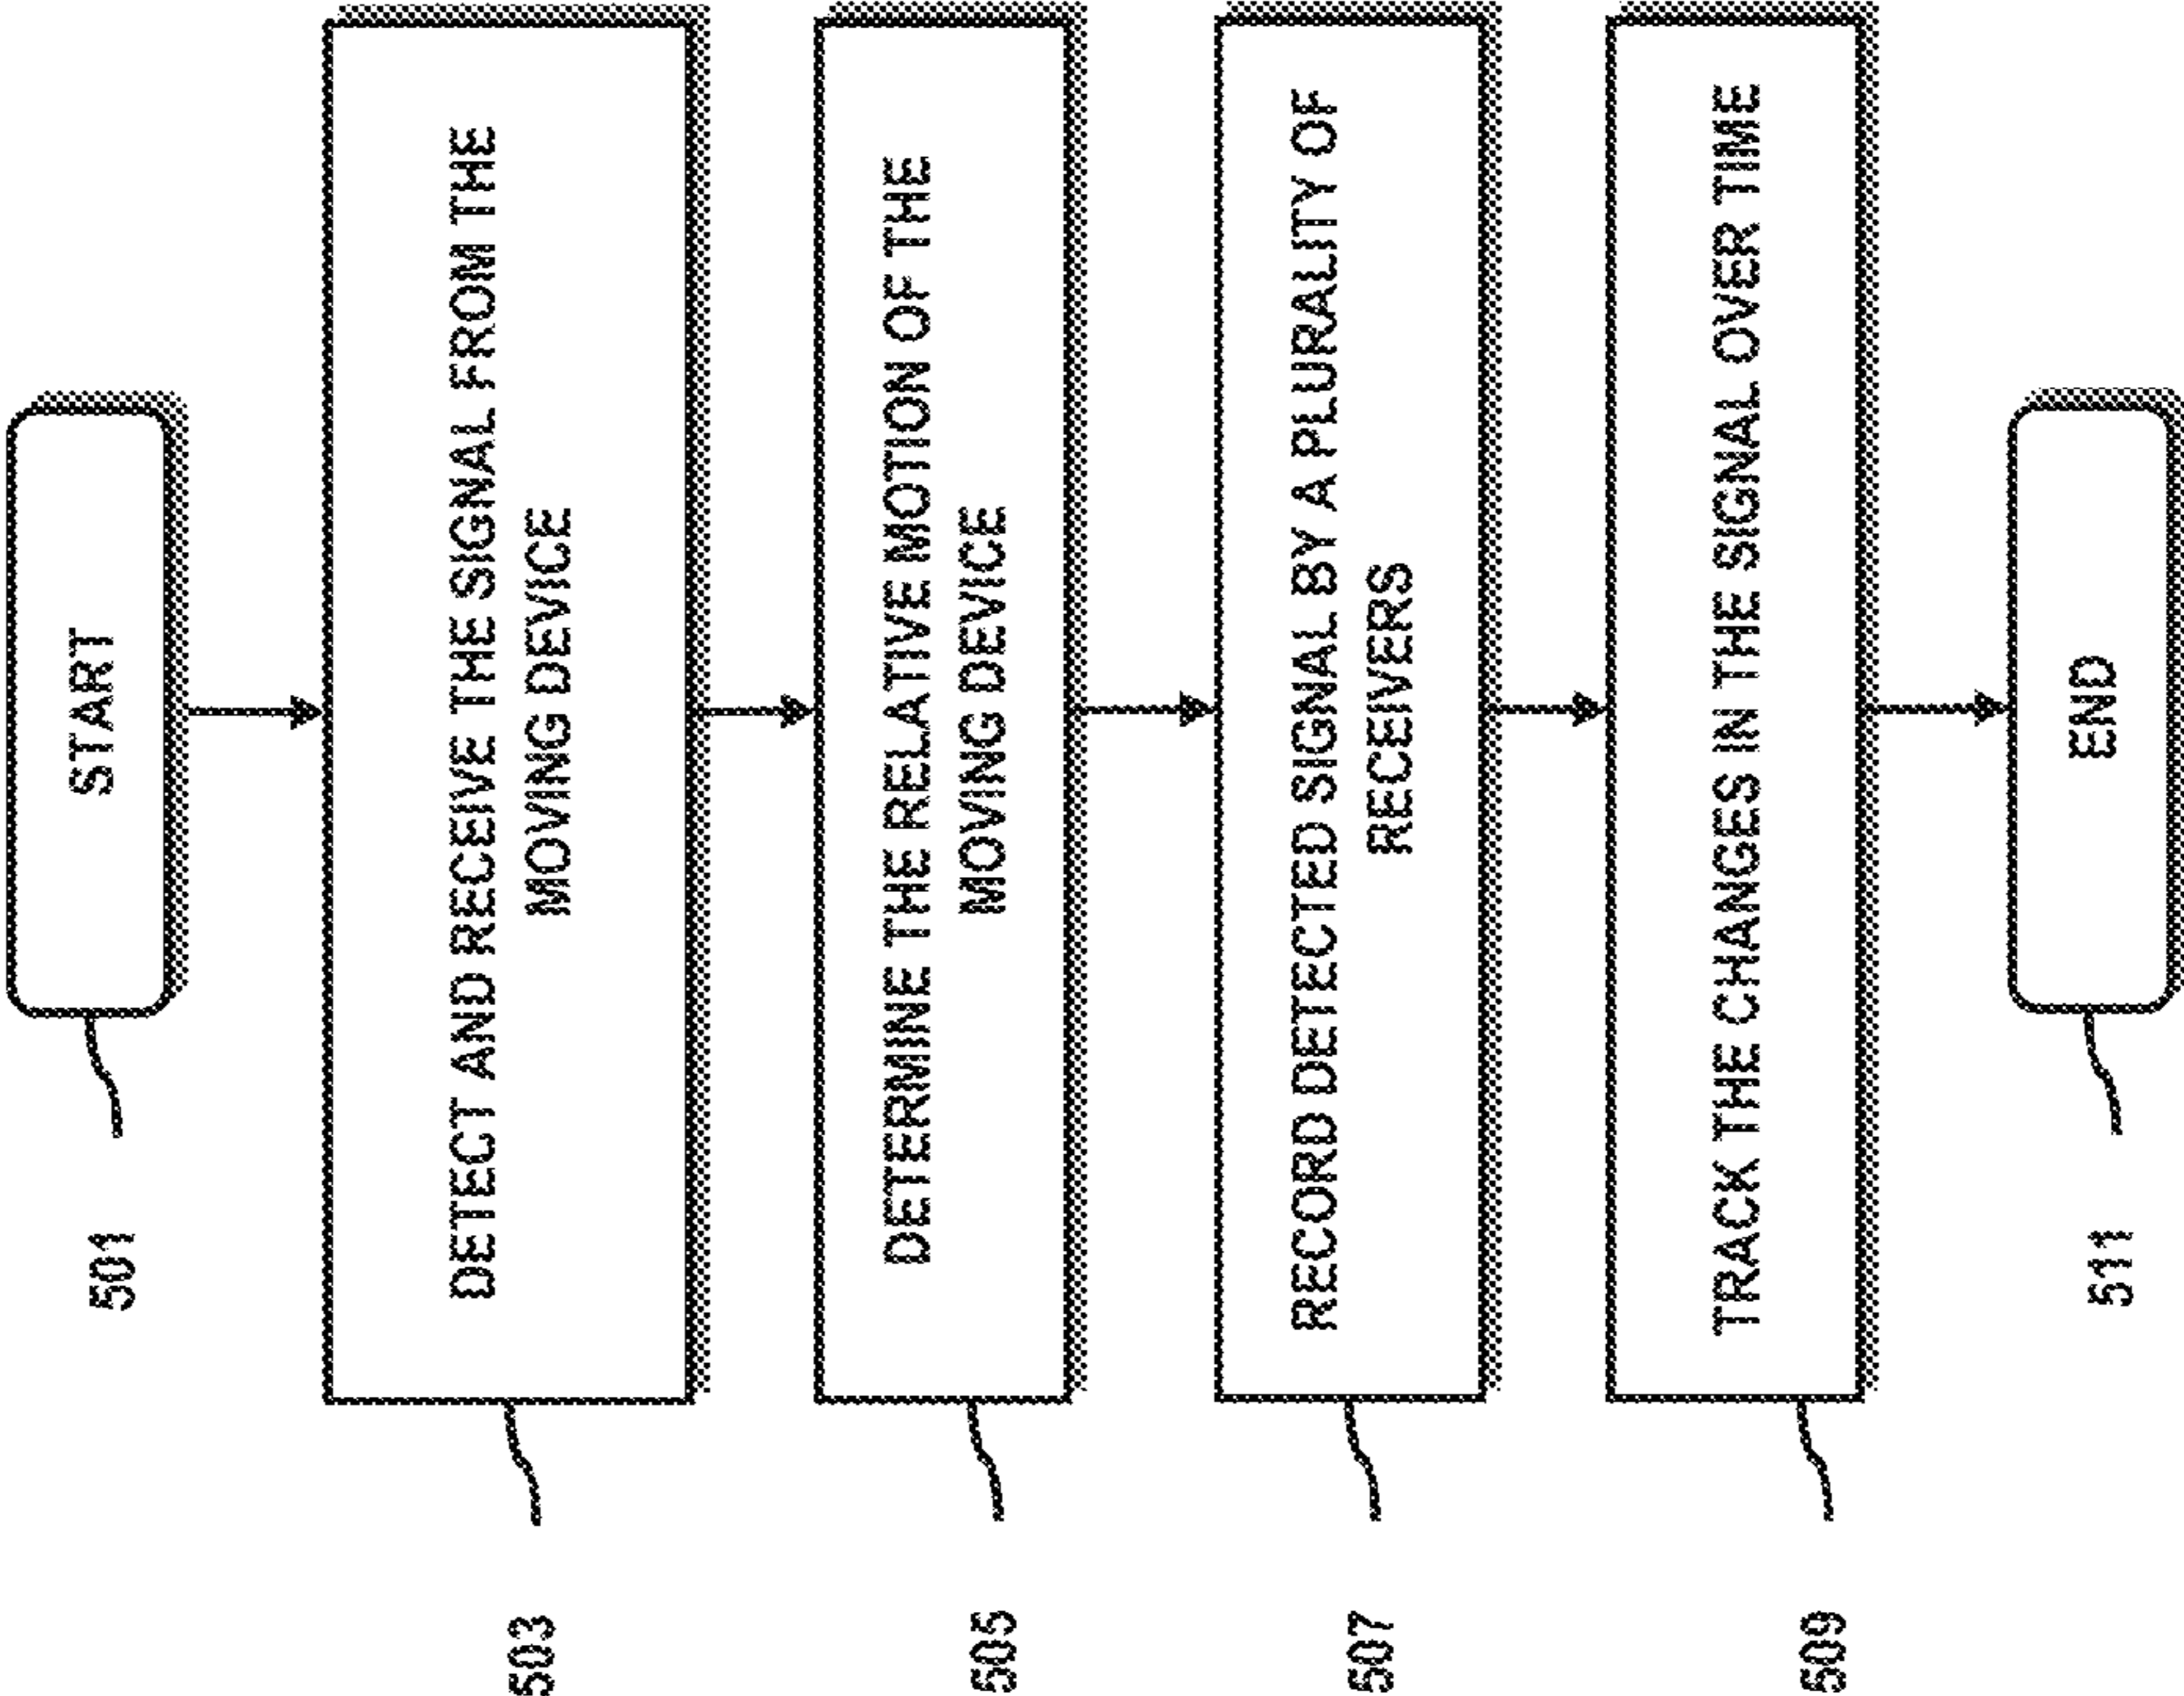 START
501
DETECT AND RECEIVE THE SIGNAL FROM THE
MOVING DEVICE
503
DETERMINE THE RELATIVE MOTION OF THE
MOVING DEVICE
505
RECORD DETECTED SIGNAL BY A PLURALITY OF
RECEIVERS
507
TRACK THE CHANGES IN THE SIGNAL OVER TIME
509
END
511